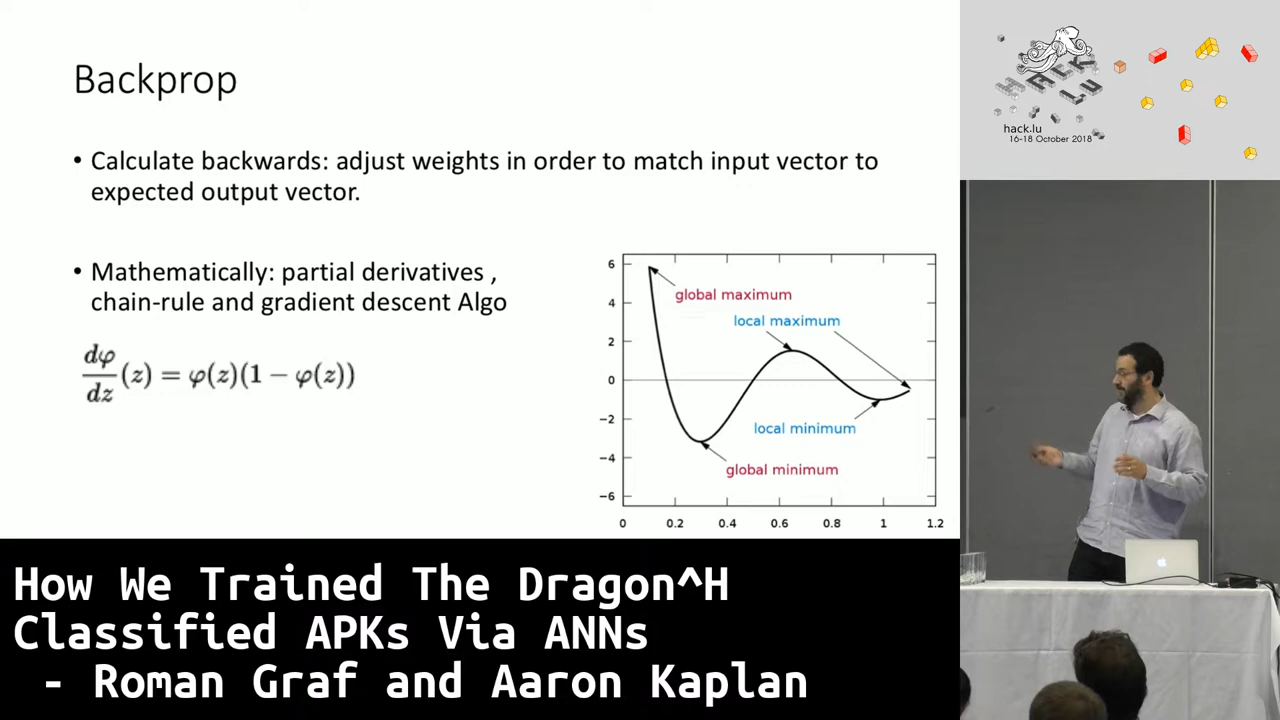 Backprop
• Calculate backwards: adjust weights in order to match input vector to
expected output vector.
• Mathematically: partial derivatives ,
chain-rule and gradient descent Algo
dφ/dz (z) = φ(z)(1 − φ(z))
6
4
2
0
−2
−4
−6
global maximum
local maximum
local minimum
global minimum
0 0.2 0.4 0.6 0.8 1 1.2
HACK
LU
hack.lu
16-18 October 2018
How We Trained The Dragon^H
Classified APKs Via ANNs
- Roman Graf and Aaron Kaplan